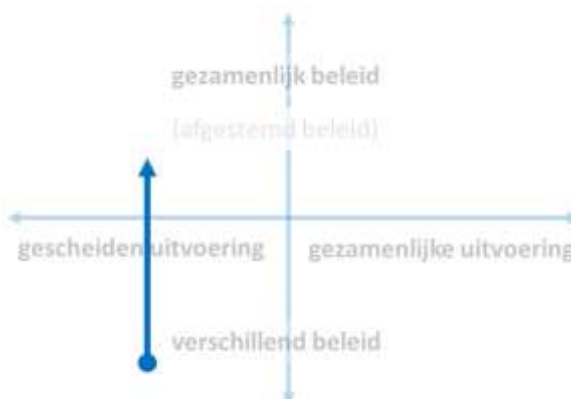 gezamenlijk beleid
(afgestemd beleid)
gescheiden uitvoering
gezamenlijke uitvoering
verschillend beleid